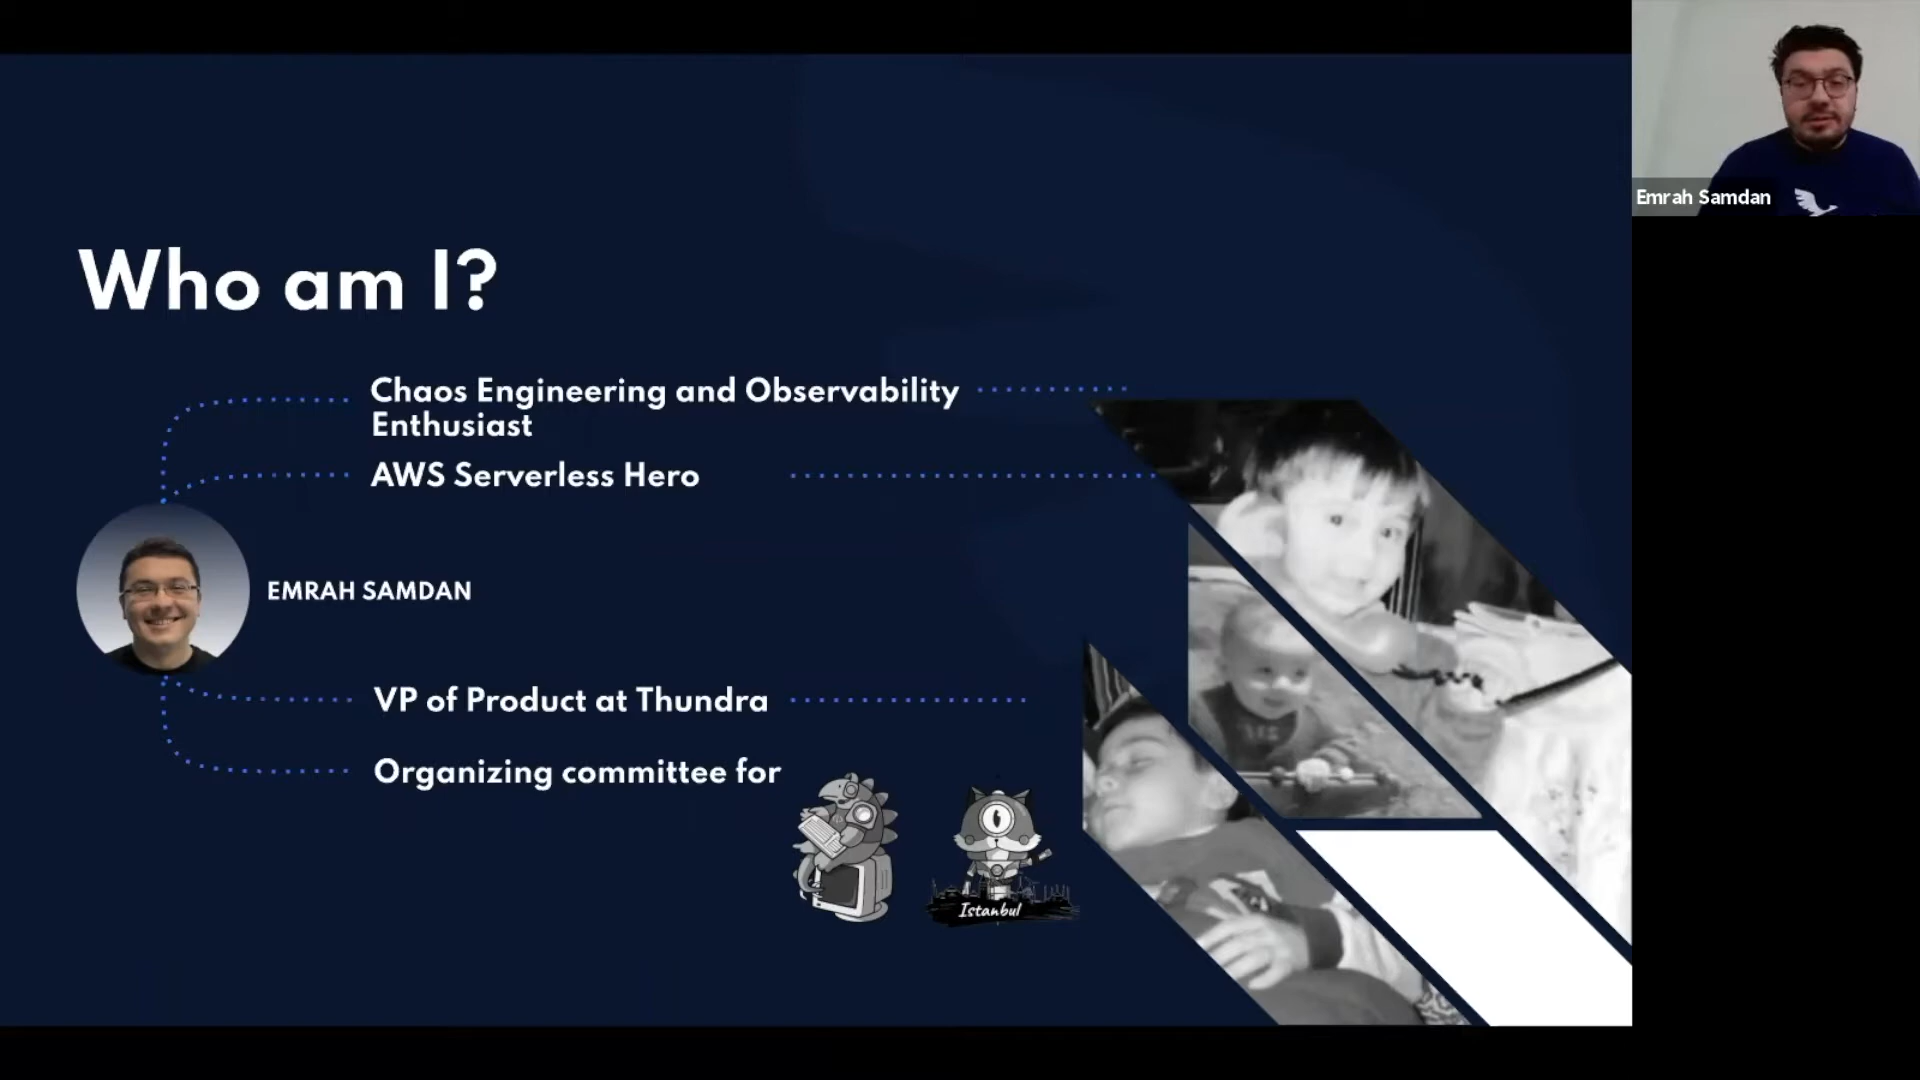 Who am I?
Chaos Engineering and Observability
Enthusiast
AWS Serverless Hero
EMRAH SAMDAN
VP of Product at Thundra
Organizing committee for
Istanbul
Emrah Samdan